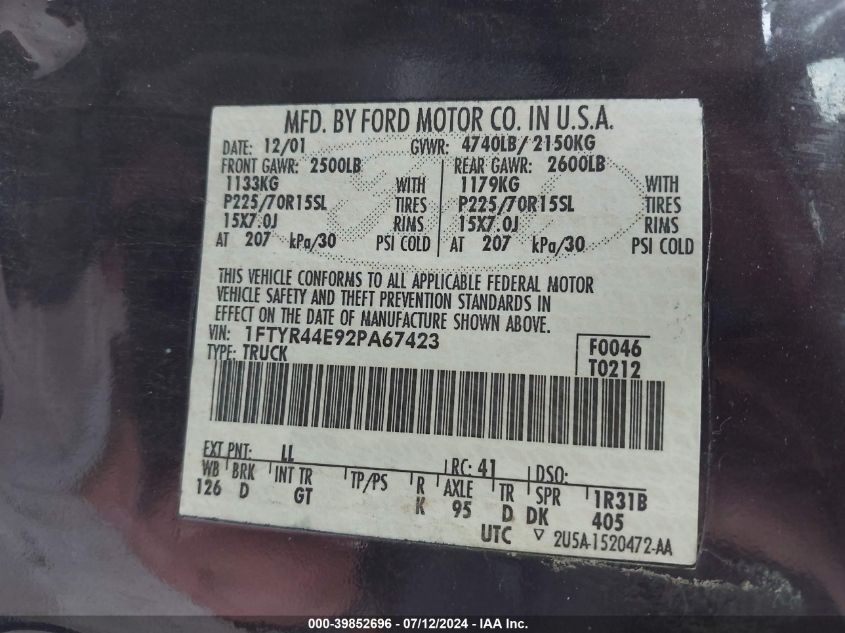 MFD. BY FORD MOTOR CO. IN U.S.A.
DATE: 12/01 GVWR: 4740LB/ 2150KG
FRONT GAWR: 2500LB REAR GAWR: 2600LB
1133KG WITH 1179KG WITH
P225/70R15SL TIRES P225/70R15SL TIRES
15X7.0J RIMS 15X7.0J RIMS
AT 207 kPa/30 PSI COLD AT 207 kPa/30 PSI COLD
THIS VEHICLE CONFORMS TO ALL APPLICABLE FEDERAL MOTOR
VEHICLE SAFETY AND THEFT PREVENTION STANDARDS IN
EFFECT ON THE DATE OF MANUFACTURE SHOWN ABOVE.
VIN: 1FTYR44E92PA67423
TYPE: TRUCK
F0046
T0212
EXT PNT: LL RC: 41 DSO:
WB BRK INT TR TP/PS R AXLE TR SPR 1R31B
126 D GT K 95 D DK 405
UTC ▽ 2U5A-1520472-AA
000-39852696 - 07/12/2024 - IAA Inc.